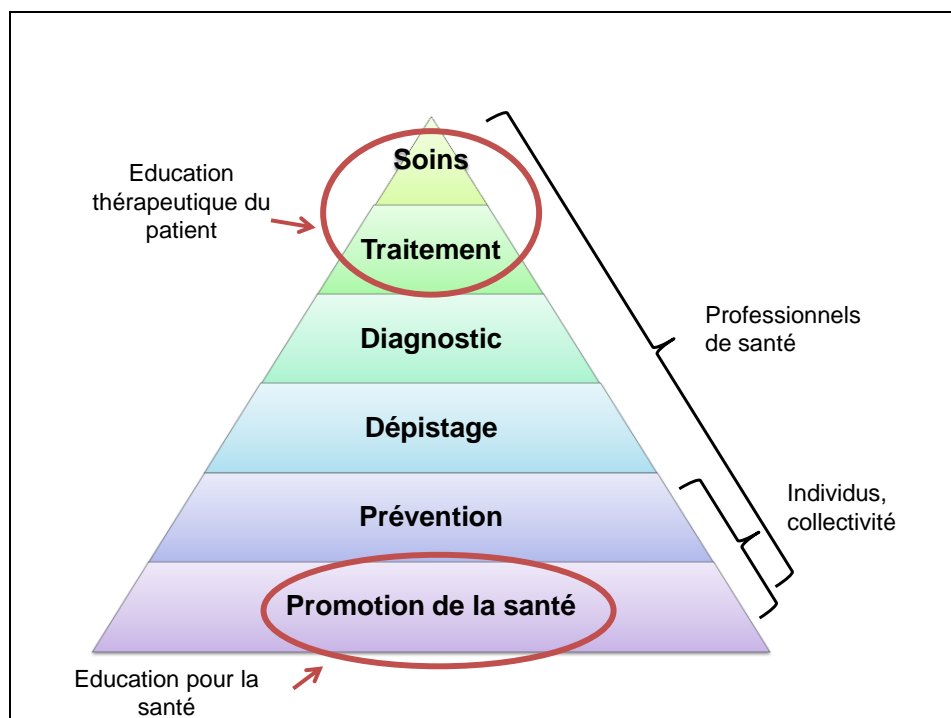 Soins
Education
thérapeutique du
patient
Traitement
Professionnels
de santé
Diagnostic
Dépistage
Individus,
collectivité
Prévention
Promotion de la santé
Education pour la
santé